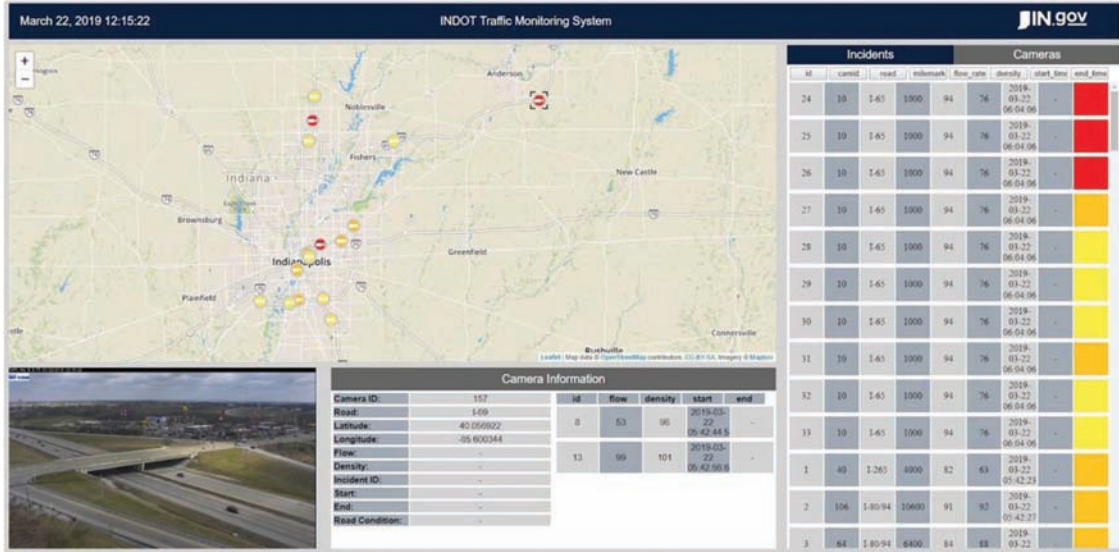 March 22, 2019 12:15:22
INDOT Traffic Monitoring System
IN.gov
+
−
Anderson
Noblesville
Fishers
Indiana
New Castle
Brownsburg
Greenfield
Indianapolis
Plainfield
Connersville
Rushville
Leaflet | Map data © OpenStreetMap contributors, CC-BY-SA, Imagery © Mapbox
Incidents Cameras
id camid road milemark flow_rate density start_time end_time
24 10 I-65 1000 94 76 2019-03-22 06:04:06 -
25 10 I-65 1000 94 76 2019-03-22 06:04:06 -
26 10 I-65 1000 94 76 2019-03-22 06:04:06 -
27 10 I-65 1000 94 76 2019-03-22 06:04:06 -
28 10 I-65 1000 94 76 2019-03-22 06:04:06 -
29 10 I-65 1000 94 76 2019-03-22 06:04:06 -
30 10 I-65 1000 94 76 2019-03-22 06:04:06 -
31 10 I-65 1000 94 76 2019-03-22 06:04:06 -
32 10 I-65 1000 94 76 2019-03-22 06:04:06 -
33 10 I-65 1000 94 76 2019-03-22 06:04:06 -
1 40 I-265 4000 82 63 2019-03-22 05:42:23 -
2 106 I-80/94 10600 91 92 2019-03-22 05:42:27 -
3 64 I-80/94 6400 84 88 2019-03-22 -
Camera Information
Camera ID: 157
Road: I-69
Latitude: 40.056922
Longitude: -85.600344
Flow: -
Density: -
Incident ID: -
Start: -
End: -
Road Condition: -
id flow density start end
8 53 96 2019-03-22 05:42:44.5 -
13 99 101 2019-03-22 05:42:56.6 -